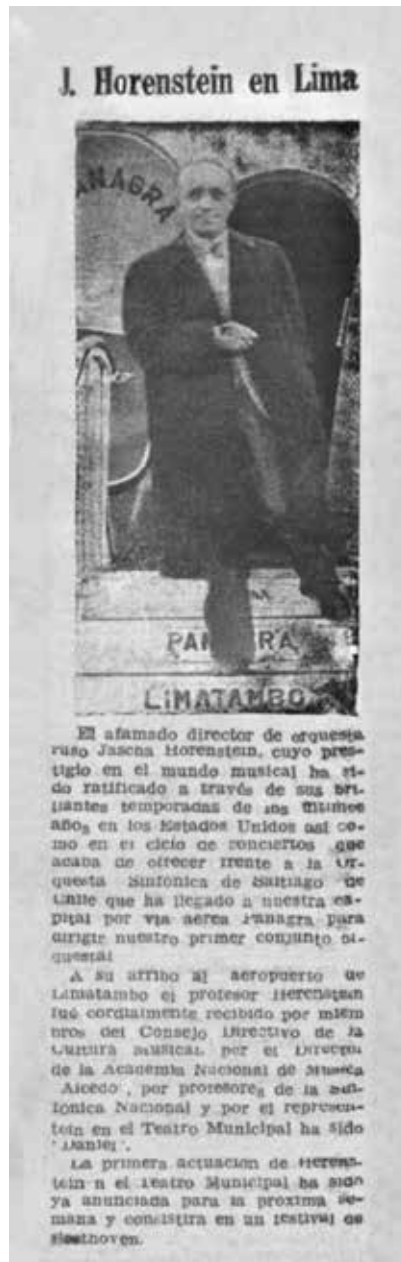 J. Horenstein en Lima
PANAGRA
PANAGRA
LIMATAMBO
El afamado director de orquesta
ruso Jascha Horenstein, cuyo pres-
tigio en el mundo musical ha si-
do ratificado a través de sus bri-
llantes temporadas de los últimos
años en los Estados Unidos así co-
mo en el ciclo de conciertos que
acaba de ofrecer frente a la Or-
questa Sinfónica de Santiago de
Chile que ha llegado a nuestra ca-
pital por vía aérea Panagra para
dirigir nuestro primer conjunto or-
questal
A su arribo al aeropuerto de
Limatambo el profesor Herenstein
fué cordialmente recibido por miem
bros del Consejo Directivo de la
Cultura Musical, por el Director
de la Academia Nacional de Música
"Alcedo", por profesores de la Sin-
fónica Nacional y por el represen-
tein en el Teatro Municipal ha sido
"Daniel".
La primera actuación de Herens-
tein n el Teatro Municipal ha sido
ya anunciada para la próxima se-
mana y consistirá en un festival de
Beethoven.